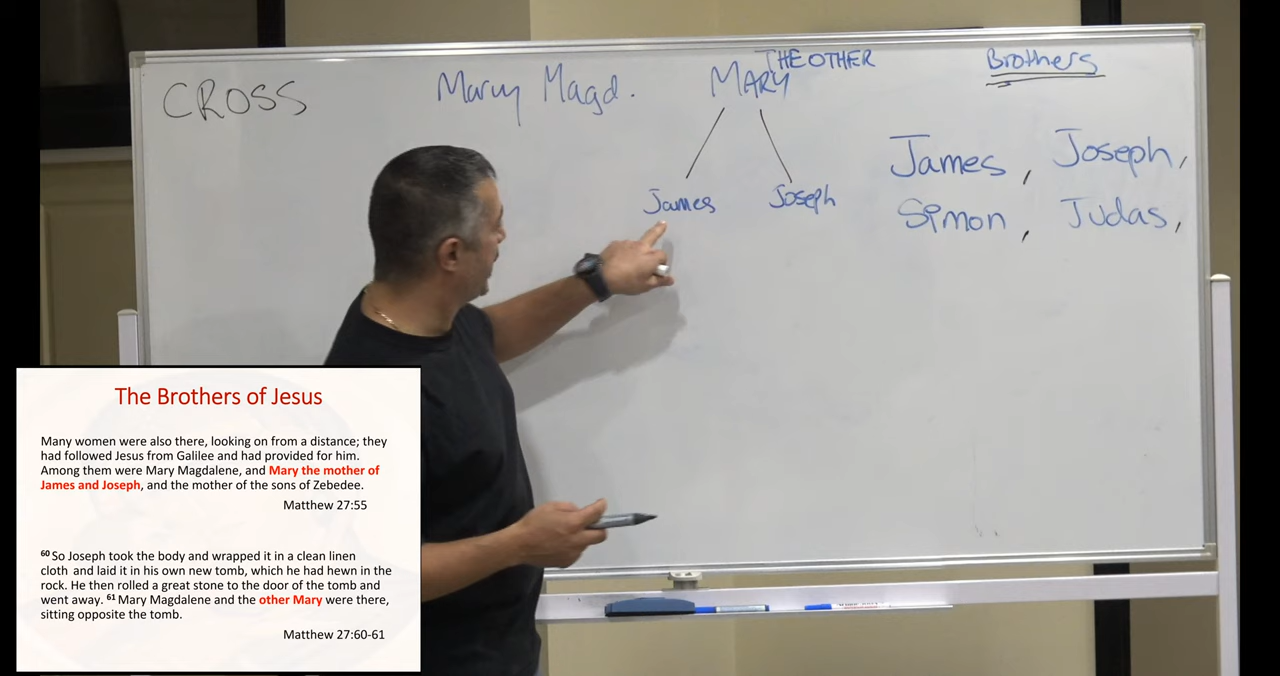 CROSS
Mary Magd.
THE OTHER
MARY
James Joseph
Brothers
James, Joseph,
Simon, Judas,
The Brothers of Jesus
Many women were also there, looking on from a distance; they
had followed Jesus from Galilee and had provided for him.
Among them were Mary Magdalene, and Mary the mother of
James and Joseph, and the mother of the sons of Zebedee.
Matthew 27:55
60 So Joseph took the body and wrapped it in a clean linen
cloth and laid it in his own new tomb, which he had hewn in the
rock. He then rolled a great stone to the door of the tomb and
went away. 61 Mary Magdalene and the other Mary were there,
sitting opposite the tomb.
Matthew 27:60-61